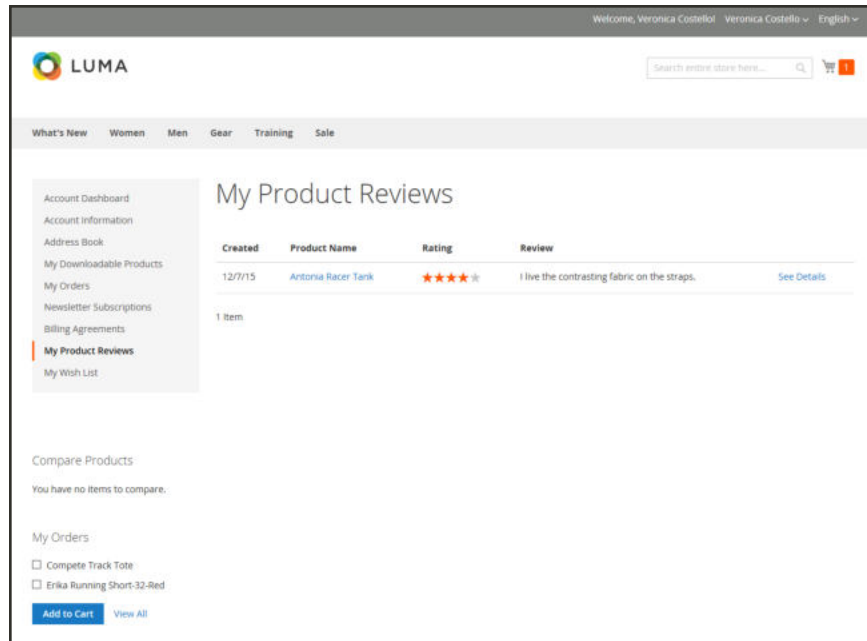 Welcome, Veronica Costello! Veronica Costello English
LUMA
Search entire store here... 1
What's New Women Men Gear Training Sale
My Product Reviews
Account Dashboard
Account Information
Address Book
My Downloadable Products
My Orders
Newsletter Subscriptions
Billing Agreements
My Product Reviews
My Wish List
Created Product Name Rating Review
12/7/15 Antonia Racer Tank I live the contrasting fabric on the straps. See Details
1 Item
Compare Products
You have no items to compare.
My Orders
Compete Track Tote
Erika Running Short-32-Red
Add to Cart View All